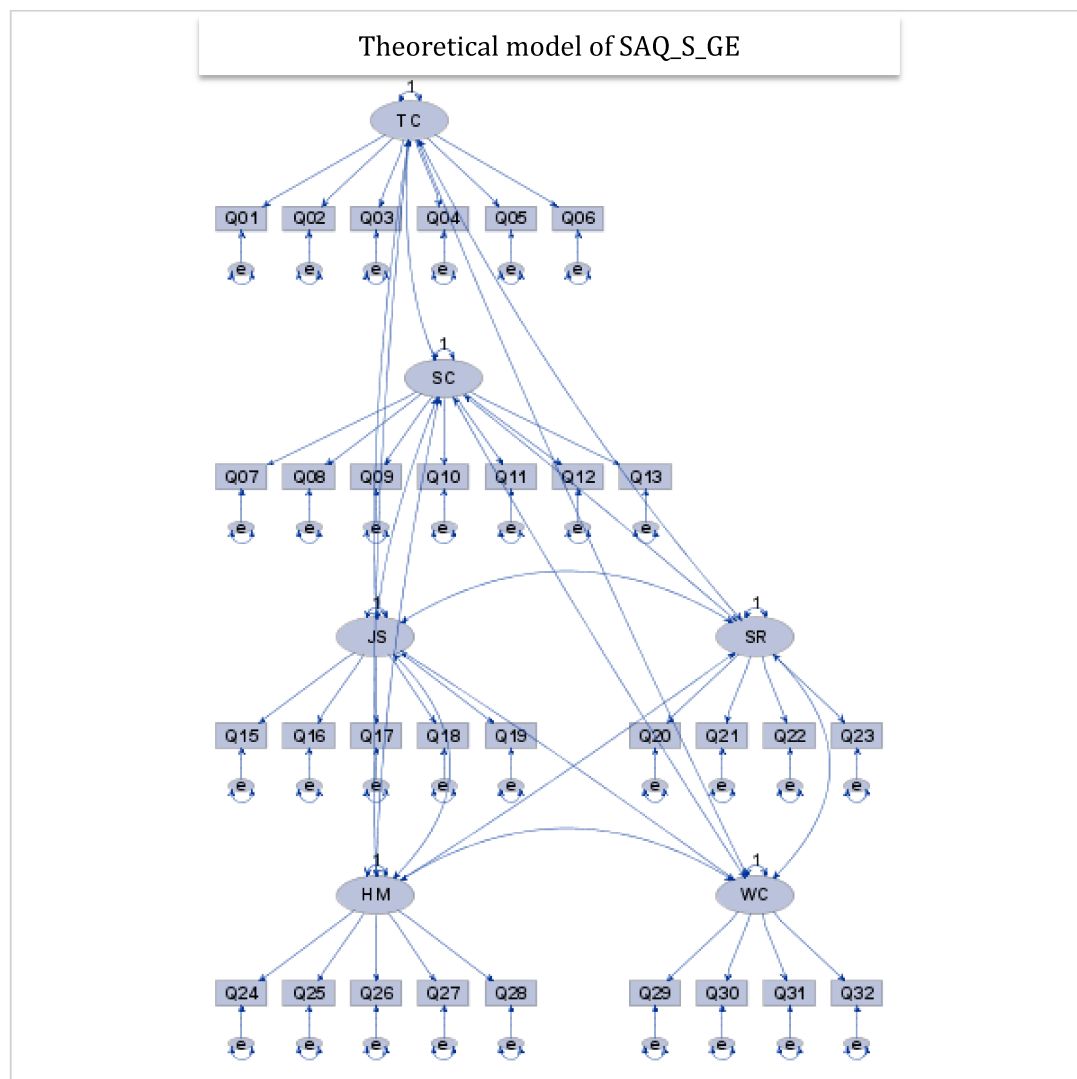 Theoretical model of SAQ_S_GE
1
TC
Q01 Q02 Q03 Q04 Q05 Q06
e e e e e e
1
SC
Q07 Q08 Q09 Q10 Q11 Q12 Q13
e e e e e e e
1 1
JS SR
Q15 Q16 Q17 Q18 Q19 Q20 Q21 Q22 Q23
e e e e e e e e e
1 1
HM WC
Q24 Q25 Q26 Q27 Q28 Q29 Q30 Q31 Q32
e e e e e e e e e